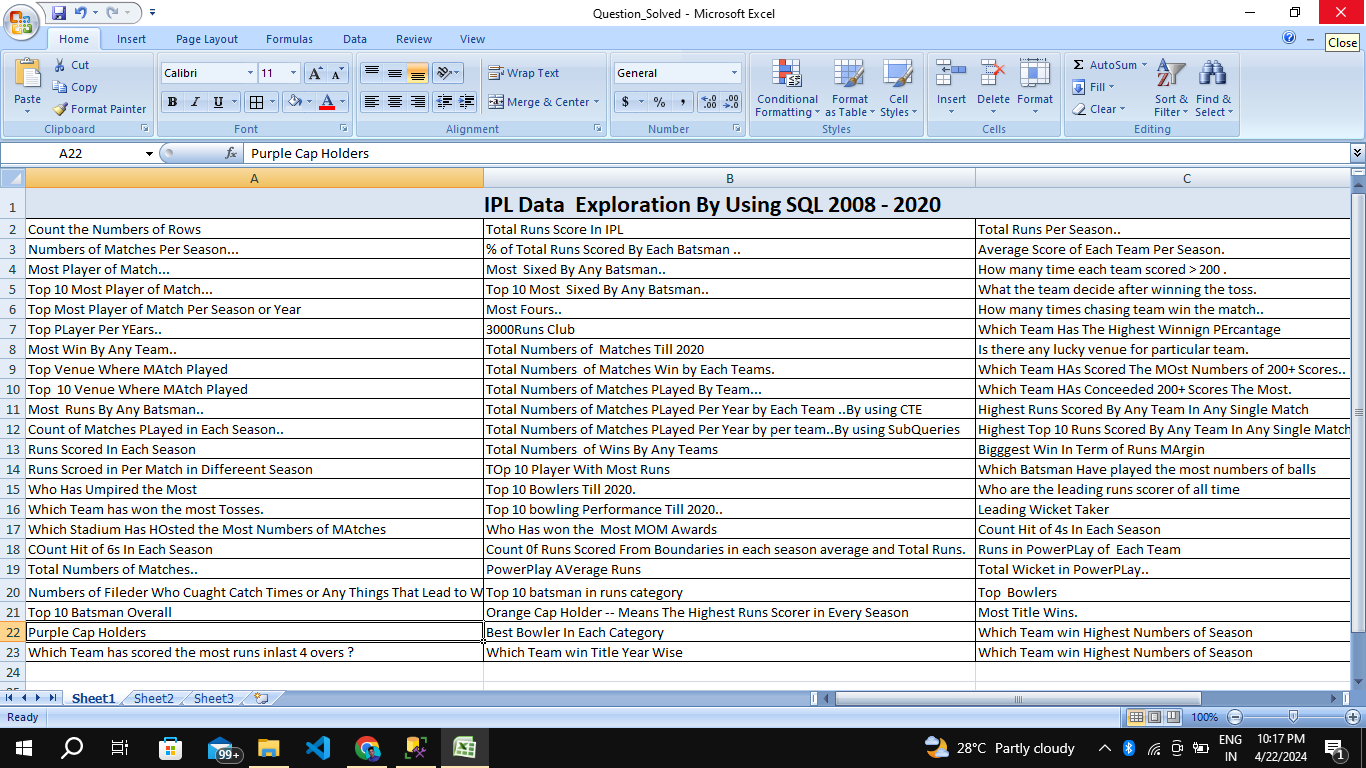 Question_Solved - Microsoft Excel
Home Insert Page Layout Formulas Data Review View
Close
Paste Cut Copy Format Painter Clipboard
Calibri 11 B I U A A A Font
Wrap Text Merge & Center Alignment
General $ % , Number
Conditional Formatting Format as Table Cell Styles Styles
Insert Delete Format Cells
Σ AutoSum Fill Clear Sort & Filter Find & Select Editing
A22 fx Purple Cap Holders
A B C
1 IPL Data  Exploration By Using SQL 2008 - 2020
2 Count the Numbers of Rows Total Runs Score In IPL Total Runs Per Season..
3 Numbers of Matches Per Season... % of Total Runs Scored By Each Batsman .. Average Score of Each Team Per Season.
4 Most Player of Match... Most  Sixed By Any Batsman.. How many time each team scored > 200 .
5 Top 10 Most Player of Match... Top 10 Most  Sixed By Any Batsman.. What the team decide after winning the toss.
6 Top Most Player of Match Per Season or Year Most Fours.. How many times chasing team win the match..
7 Top PLayer Per YEars.. 3000Runs Club Which Team Has The Highest Winnign PErcantage
8 Most Win By Any Team.. Total Numbers of  Matches Till 2020 Is there any lucky venue for particular team.
9 Top Venue Where MAtch Played Total Numbers  of Matches Win by Each Teams. Which Team HAs Scored The MOst Numbers of 200+ Scores..
10 Top  10 Venue Where MAtch Played Total Numbers of Matches PLayed By Team... Which Team HAs Conceeded 200+ Scores The Most.
11 Most  Runs By Any Batsman.. Total Numbers of Matches PLayed Per Year by Each Team ..By using CTE Highest Runs Scored By Any Team In Any Single Match
12 Count of Matches PLayed in Each Season.. Total Numbers of Matches PLayed Per Year by per team..By using SubQueries Highest Top 10 Runs Scored By Any Team In Any Single Match
13 Runs Scored In Each Season Total Numbers  of Wins By Any Teams Bigggest Win In Term of Runs MArgin
14 Runs Scroed in Per Match in Differeent Season TOp 10 Player With Most Runs Which Batsman Have played the most numbers of balls
15 Who Has Umpired the Most Top 10 Bowlers Till 2020. Who are the leading runs scorer of all time
16 Which Team has won the most Tosses. Top 10 bowling Performance Till 2020.. Leading Wicket Taker
17 Which Stadium Has HOsted the Most Numbers of MAtches Who Has won the  Most MOM Awards Count Hit of 4s In Each Season
18 COunt Hit of 6s In Each Season Count 0f Runs Scored From Boundaries in each season average and Total Runs. Runs in PowerPLay of  Each Team
19 Total Numbers of Matches.. PowerPlay AVerage Runs Total Wicket in PowerPLay..
20 Numbers of Fileder Who Cuaght Catch Times or Any Things That Lead to W Top 10 batsman in runs category Top  Bowlers
21 Top 10 Batsman Overall Orange Cap Holder -- Means The Highest Runs Scorer in Every Season Most Title Wins.
22 Purple Cap Holders Best Bowler In Each Category Which Team win Highest Numbers of Season
23 Which Team has scored the most runs inlast 4 overs ? Which Team win Title Year Wise Which Team win Highest Numbers of Season
24
Sheet1 Sheet2 Sheet3
Ready 100%
99+ 28°C Partly cloudy ENG IN 10:17 PM 4/22/2024 1